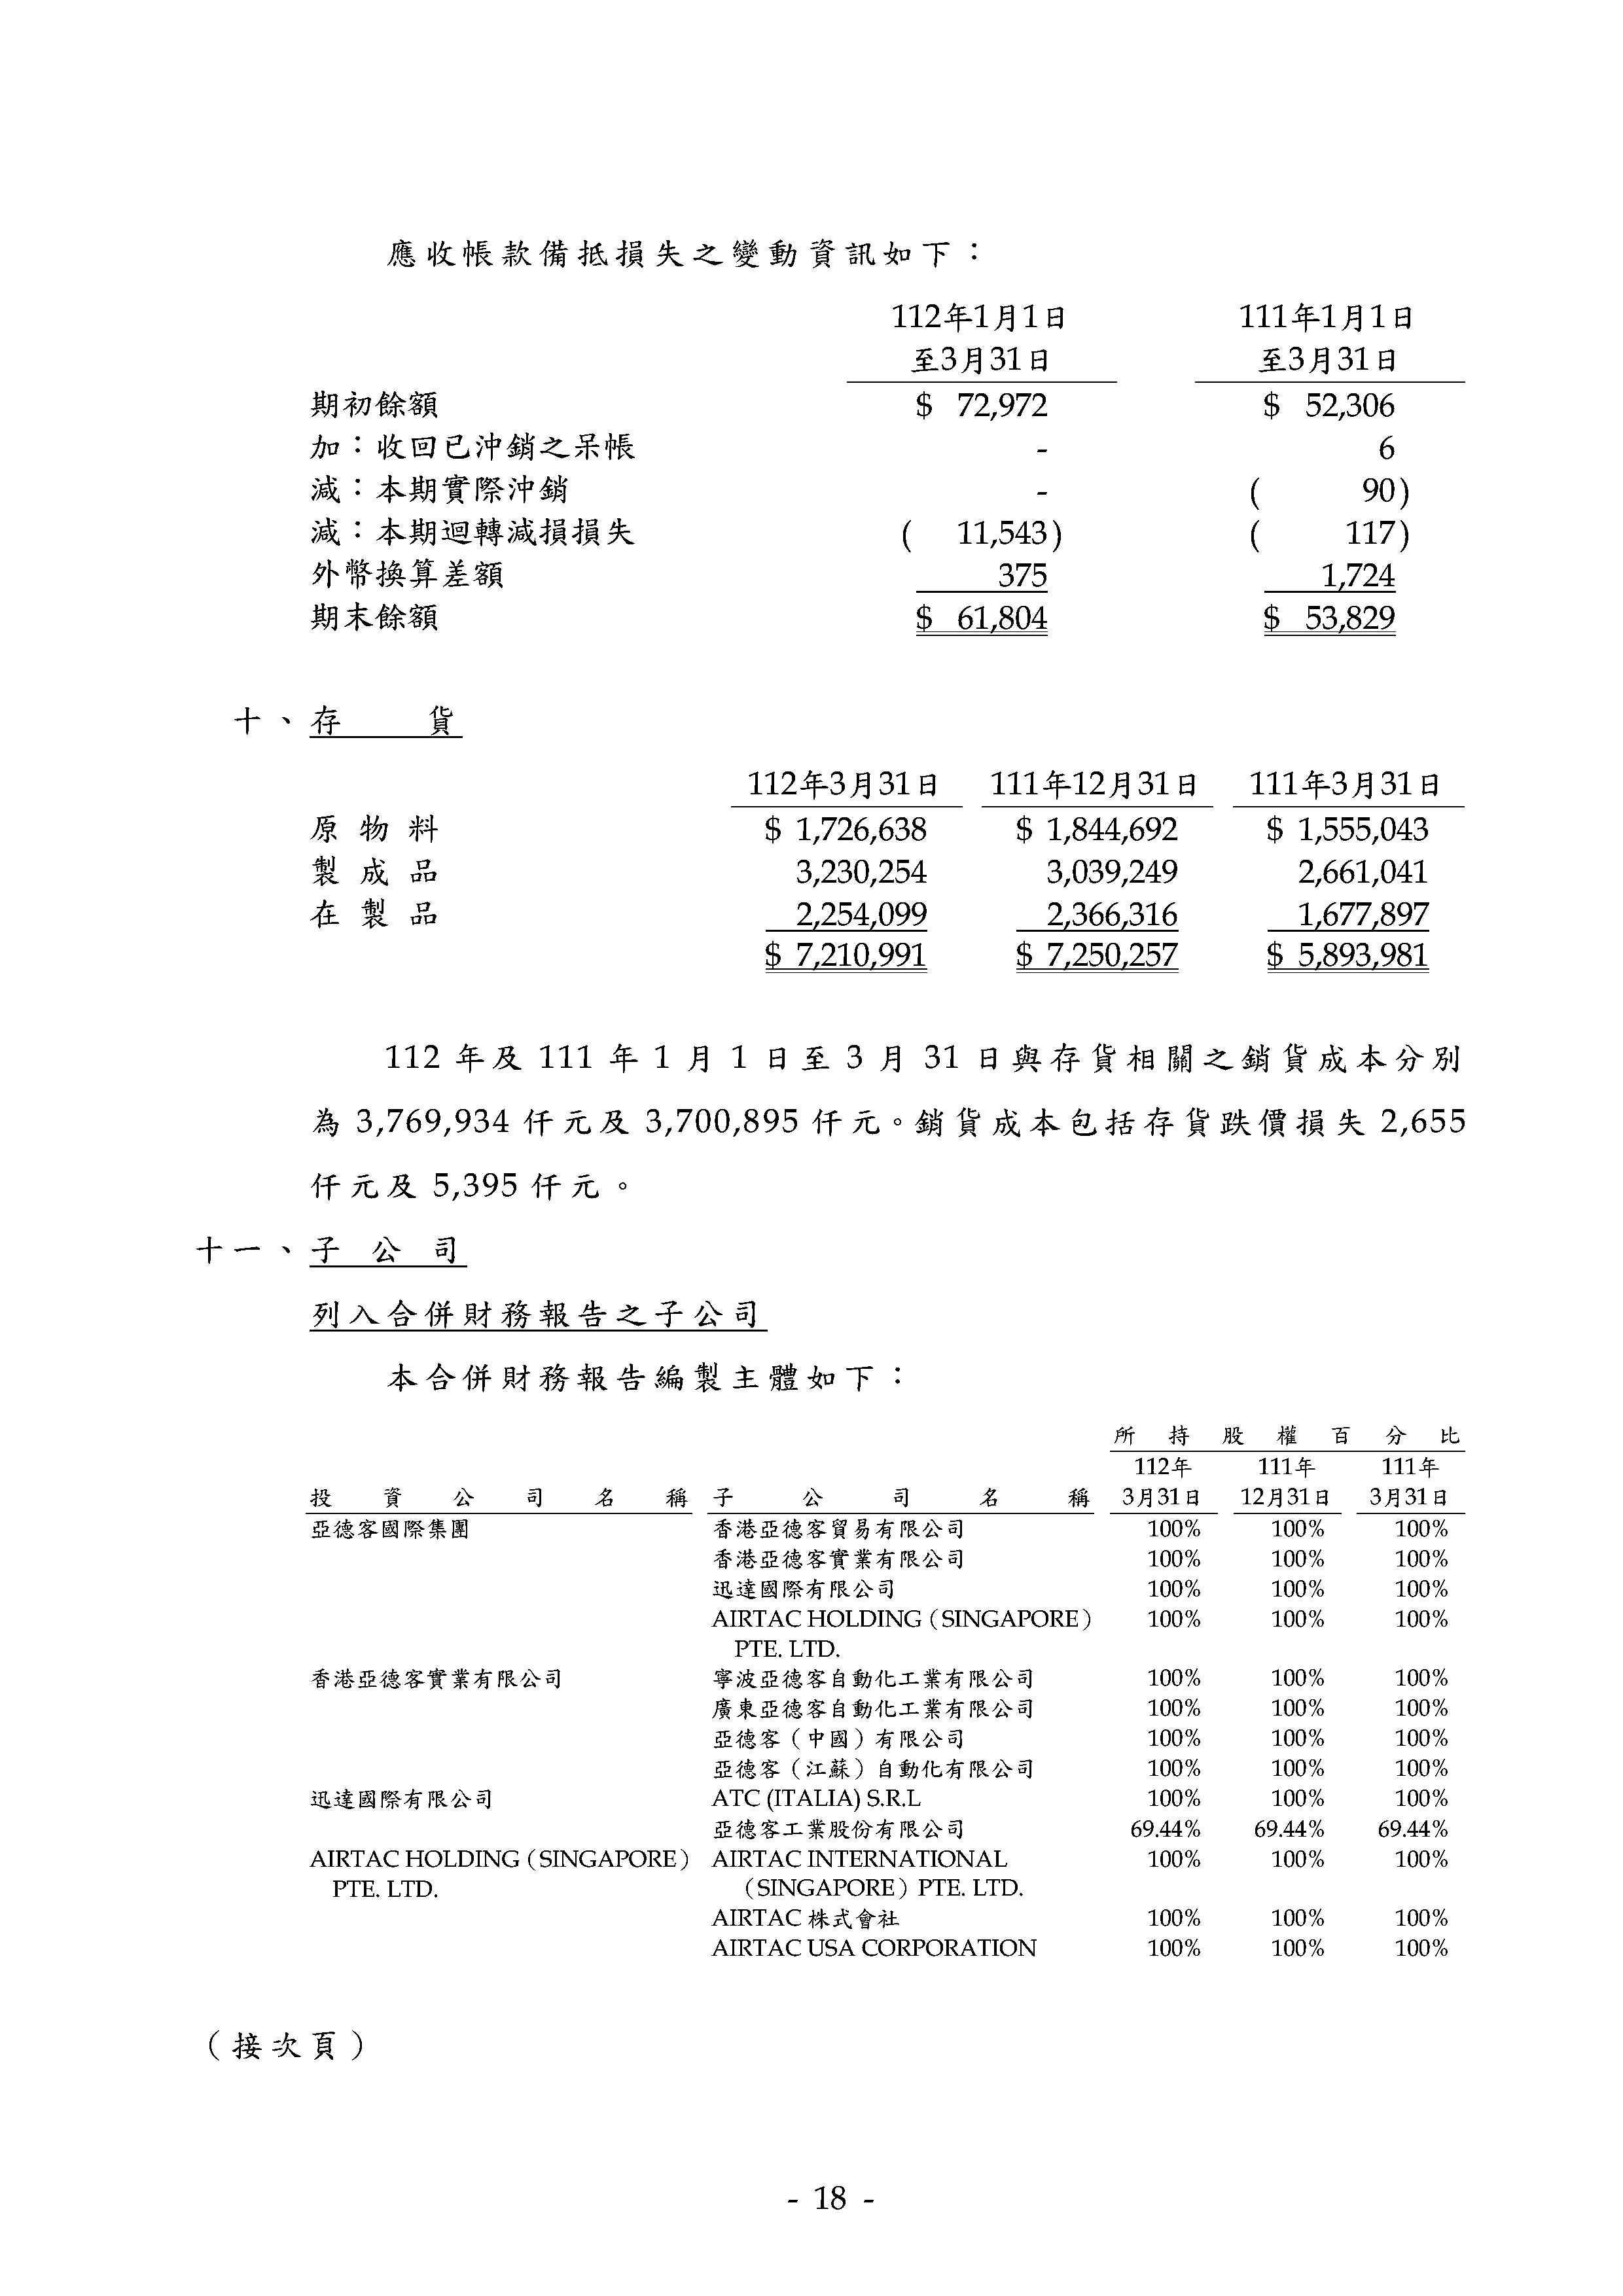 應收帳款備抵損失之變動資訊如下：
112年1月1日 111年1月1日
至3月31日 至3月31日
期初餘額 $ 72,972 $ 52,306
加：收回已沖銷之呆帳 - 6
減：本期實際沖銷 - ( 90)
減：本期迴轉減損損失 ( 11,543) ( 117)
外幣換算差額 375 1,724
期末餘額 $ 61,804 $ 53,829
十、存 貨
112年3月31日 111年12月31日 111年3月31日
原物料 $ 1,726,638 $ 1,844,692 $ 1,555,043
製成品 3,230,254 3,039,249 2,661,041
在製品 2,254,099 2,366,316 1,677,897
$ 7,210,991 $ 7,250,257 $ 5,893,981
112 年及 111 年 1 月 1 日至 3 月 31 日與存貨相關之銷貨成本分別
為 3,769,934 仟元及 3,700,895 仟元。銷貨成本包括存貨跌價損失 2,655
仟元及 5,395 仟元。
十一、子公司
列入合併財務報告之子公司
本合併財務報告編製主體如下：
所持股權百分比
112年 111年 111年
投資公司名稱 子公司名稱 3月31日 12月31日 3月31日
亞德客國際集團 香港亞德客貿易有限公司 100% 100% 100%
香港亞德客實業有限公司 100% 100% 100%
迅達國際有限公司 100% 100% 100%
AIRTAC HOLDING（SINGAPORE） 100% 100% 100%
PTE. LTD.
香港亞德客實業有限公司 寧波亞德客自動化工業有限公司 100% 100% 100%
廣東亞德客自動化工業有限公司 100% 100% 100%
亞德客（中國）有限公司 100% 100% 100%
亞德客（江蘇）自動化有限公司 100% 100% 100%
迅達國際有限公司 ATC (ITALIA) S.R.L 100% 100% 100%
亞德客工業股份有限公司 69.44% 69.44% 69.44%
AIRTAC HOLDING（SINGAPORE） AIRTAC INTERNATIONAL 100% 100% 100%
PTE. LTD. （SINGAPORE）PTE. LTD.
AIRTAC 株式會社 100% 100% 100%
AIRTAC USA CORPORATION 100% 100% 100%
（接次頁）
- 18 -